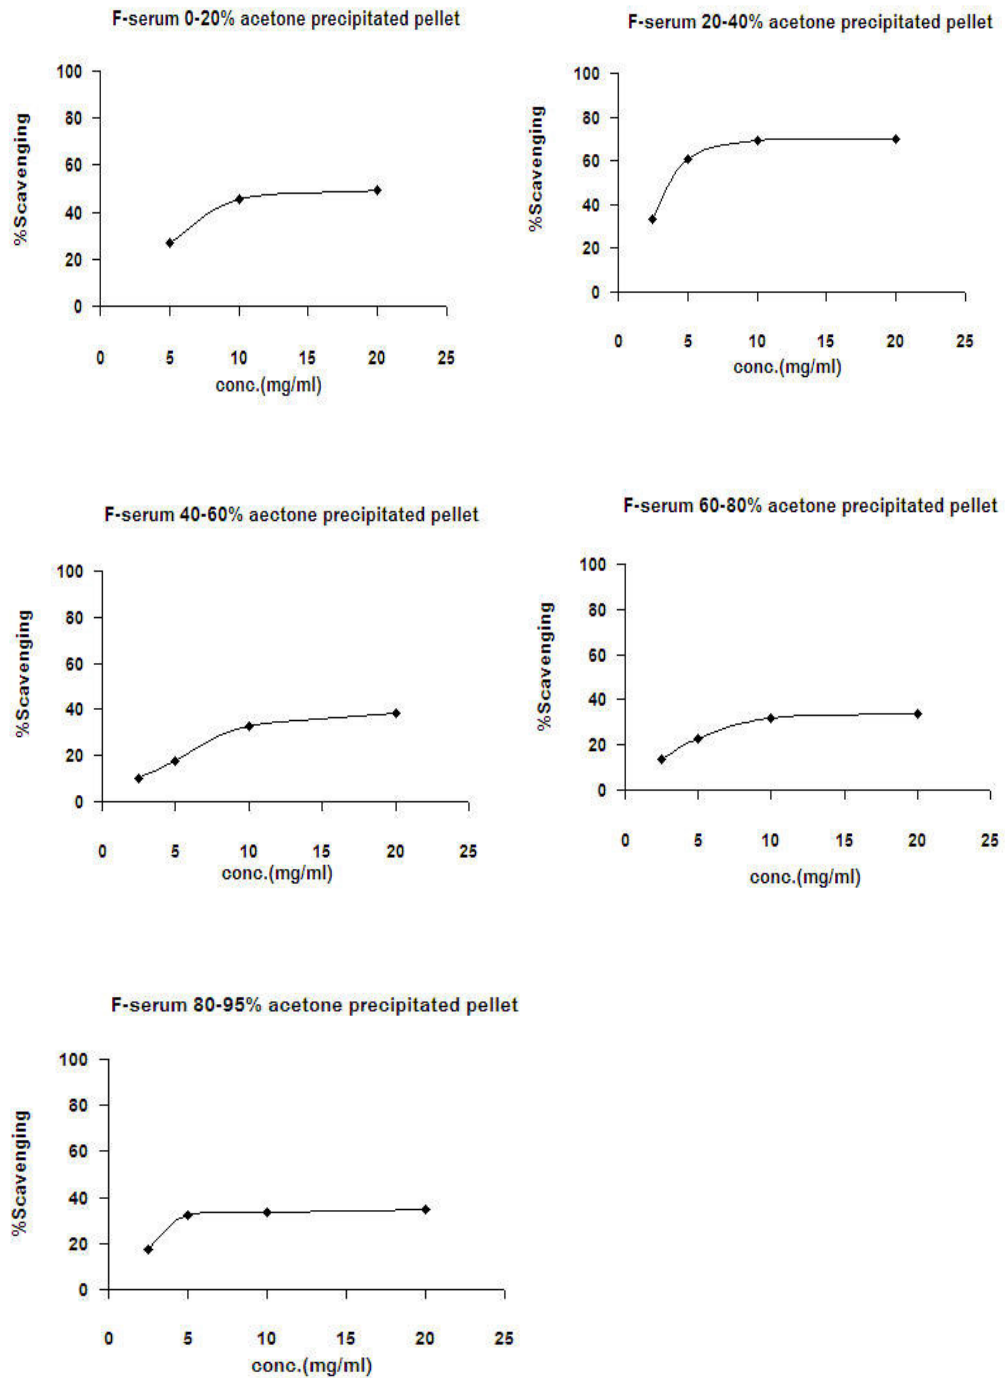 F-serum 0-20% acetone precipitated pellet
%Scavenging
100
80
60
40
20
0
0 5 10 15 20 25
conc.(mg/ml)
F-serum 20-40% acetone precipitated pellet
%Scavenging
100
80
60
40
20
0
0 5 10 15 20 25
conc.(mg/ml)
F-serum 40-60% aectone precipitated pellet
%Scavenging
100
80
60
40
20
0
0 5 10 15 20 25
conc.(mg/ml)
F-serum 60-80% acetone precipitated pellet
%Scavenging
100
80
60
40
20
0
0 5 10 15 20 25
conc.(mg/ml)
F-serum 80-95% acetone precipitated pellet
%Scavenging
100
80
60
40
20
0
0 5 10 15 20 25
conc.(mg/ml)